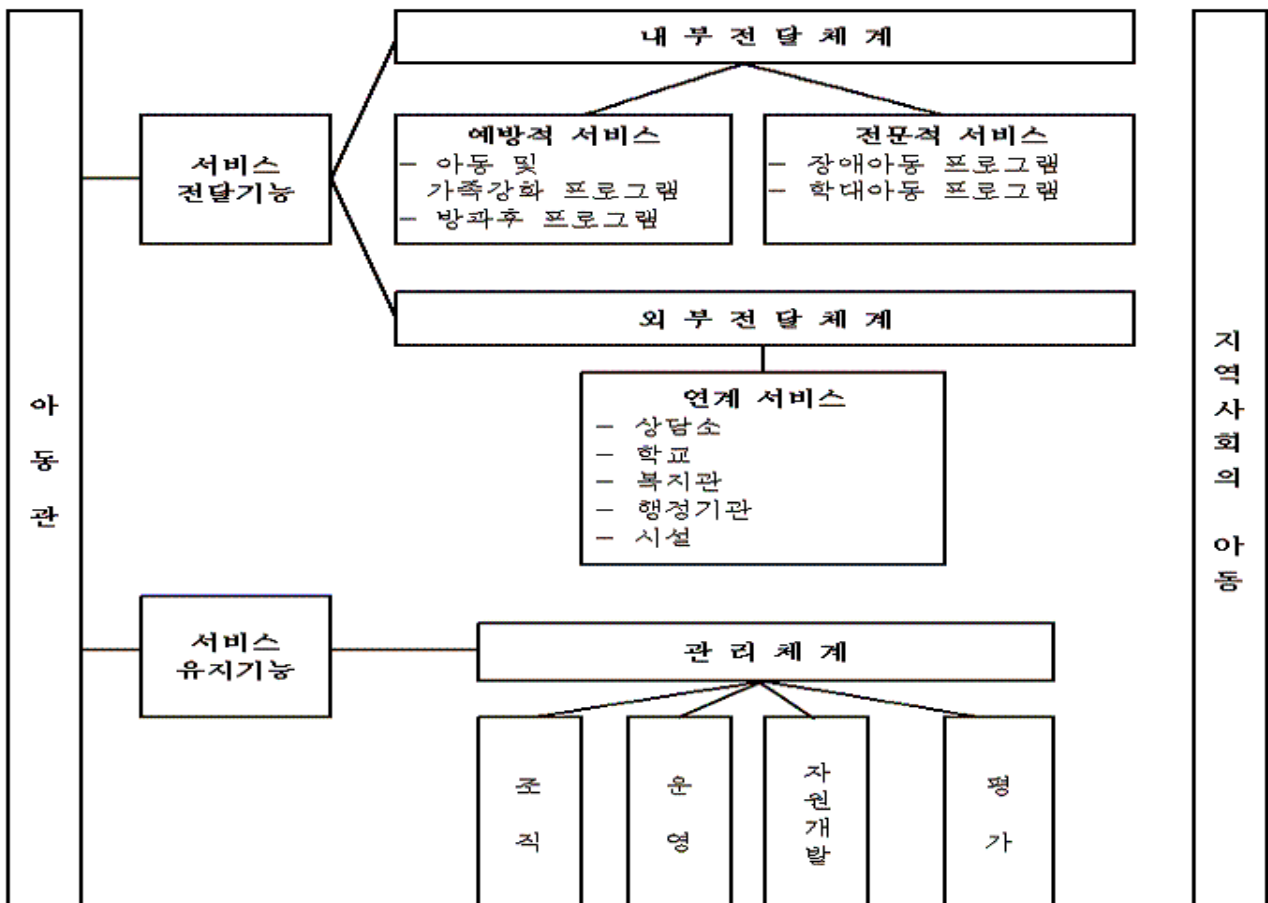 아동관
서비스
전달기능
내 부 전 달 체 계
예방적 서비스
- 아동 및
가족강화 프로그램
- 방과후 프로그램
전문적 서비스
- 장애아동 프로그램
- 학대아동 프로그램
외 부 전 달 체 계
연계 서비스
- 상담소
- 학교
- 복지관
- 행정기관
- 시설
서비스
유지기능
관 리 체 계
조직
운영
자원개발
평가
지역사회의 아동